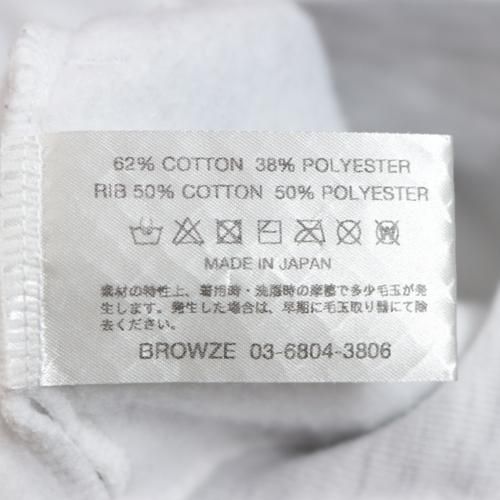 62% COTTON 38% POLYESTER
RIB 50% COTTON 50% POLYESTER
MADE IN JAPAN
素材の特性上、着用時・洗濯時の摩擦で多少毛玉が発
生します。発生した場合は、早期に毛玉取り器にて除
去ください。
BROWZE 03-6804-3806